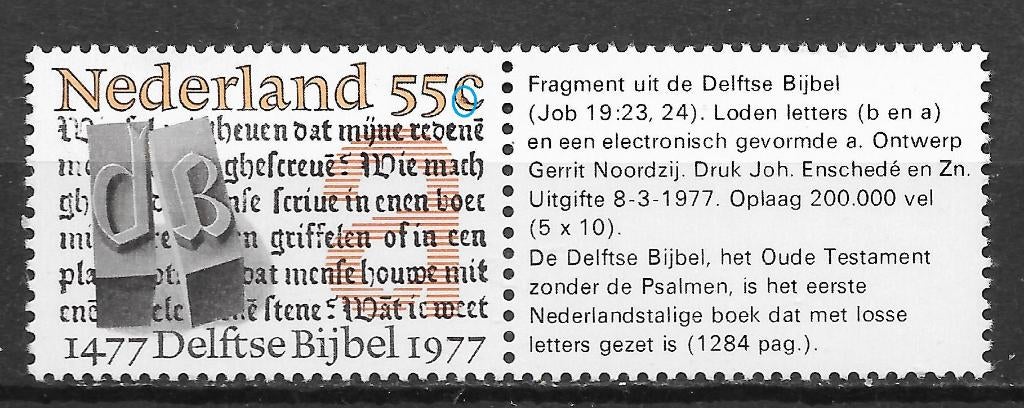 Nederland 55c
heuen dat mijne redenē
ghescreuē? Wie mach
scriue in enen boec
griffelen of in een
dat mense houwe mit
stene? Wāt ic weet
1477 Delftse Bijbel 1977
d B
a
Fragment uit de Delftse Bijbel
(Job 19:23, 24). Loden letters (b en a)
en een electronisch gevormde a. Ontwerp
Gerrit Noordzij. Druk Joh. Enschedé en Zn.
Uitgifte 8-3-1977. Oplaag 200.000 vel
(5 x 10).
De Delftse Bijbel, het Oude Testament
zonder de Psalmen, is het eerste
Nederlandstalige boek dat met losse
letters gezet is (1284 pag.).